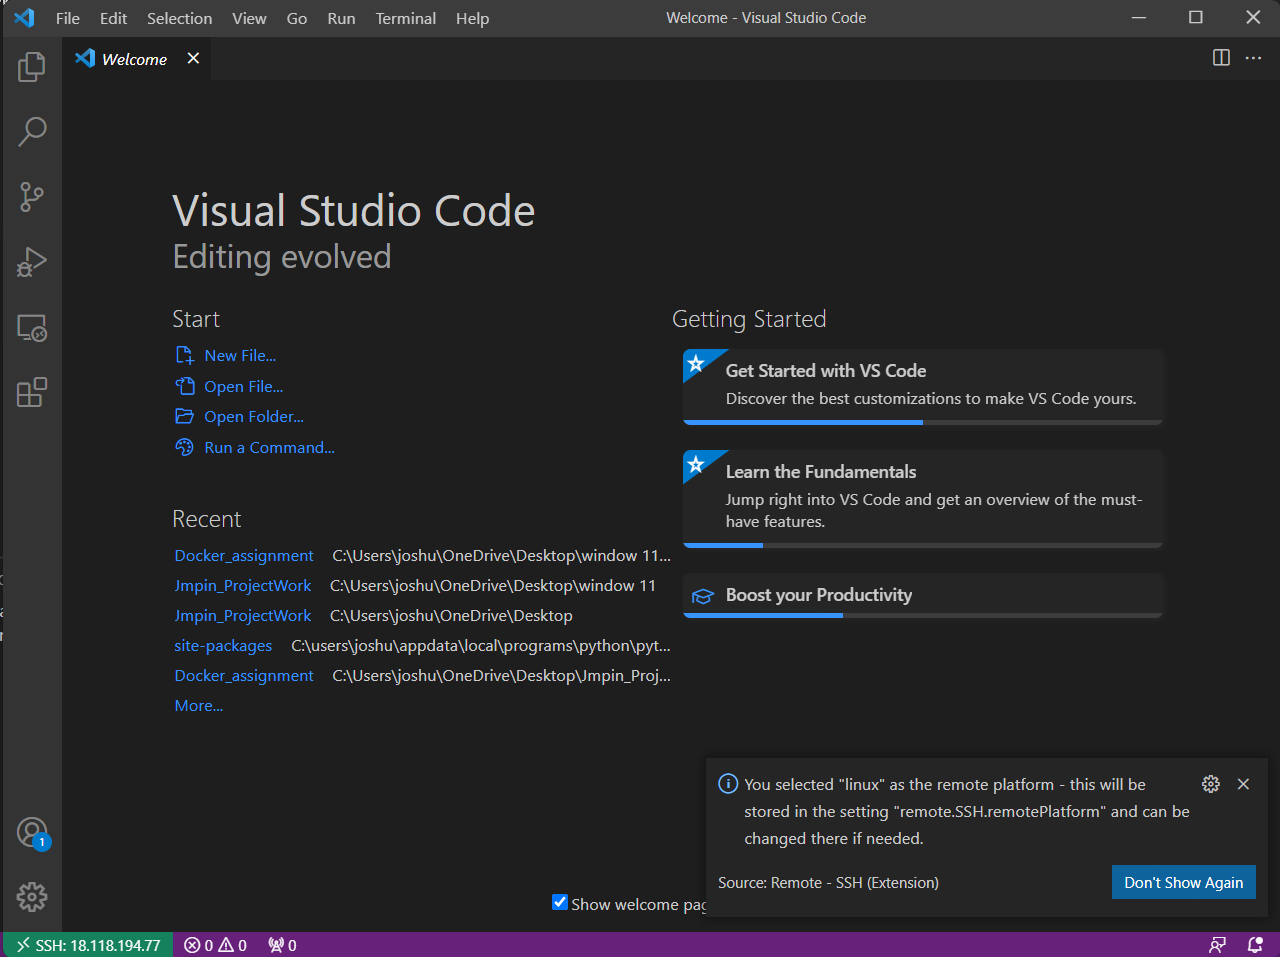 File Edit Selection View Go Run Terminal Help Welcome - Visual Studio Code
Welcome
Visual Studio Code
Editing evolved
Start
New File...
Open File...
Open Folder...
Run a Command...
Recent
Docker_assignment C:\Users\joshu\OneDrive\Desktop\window 11...
Jmpin_ProjectWork C:\Users\joshu\OneDrive\Desktop\window 11
Jmpin_ProjectWork C:\Users\joshu\OneDrive\Desktop
site-packages C:\users\joshu\appdata\local\programs\python\pyt...
Docker_assignment C:\Users\joshu\OneDrive\Desktop\Jmpin_Proj...
More...
Getting Started
Get Started with VS Code
Discover the best customizations to make VS Code yours.
Learn the Fundamentals
Jump right into VS Code and get an overview of the must-
have features.
Boost your Productivity
You selected "linux" as the remote platform - this will be
stored in the setting "remote.SSH.remotePlatform" and can be
changed there if needed.
Source: Remote - SSH (Extension) Don't Show Again
Show welcome pag
1
SSH: 18.118.194.77 0 0 0